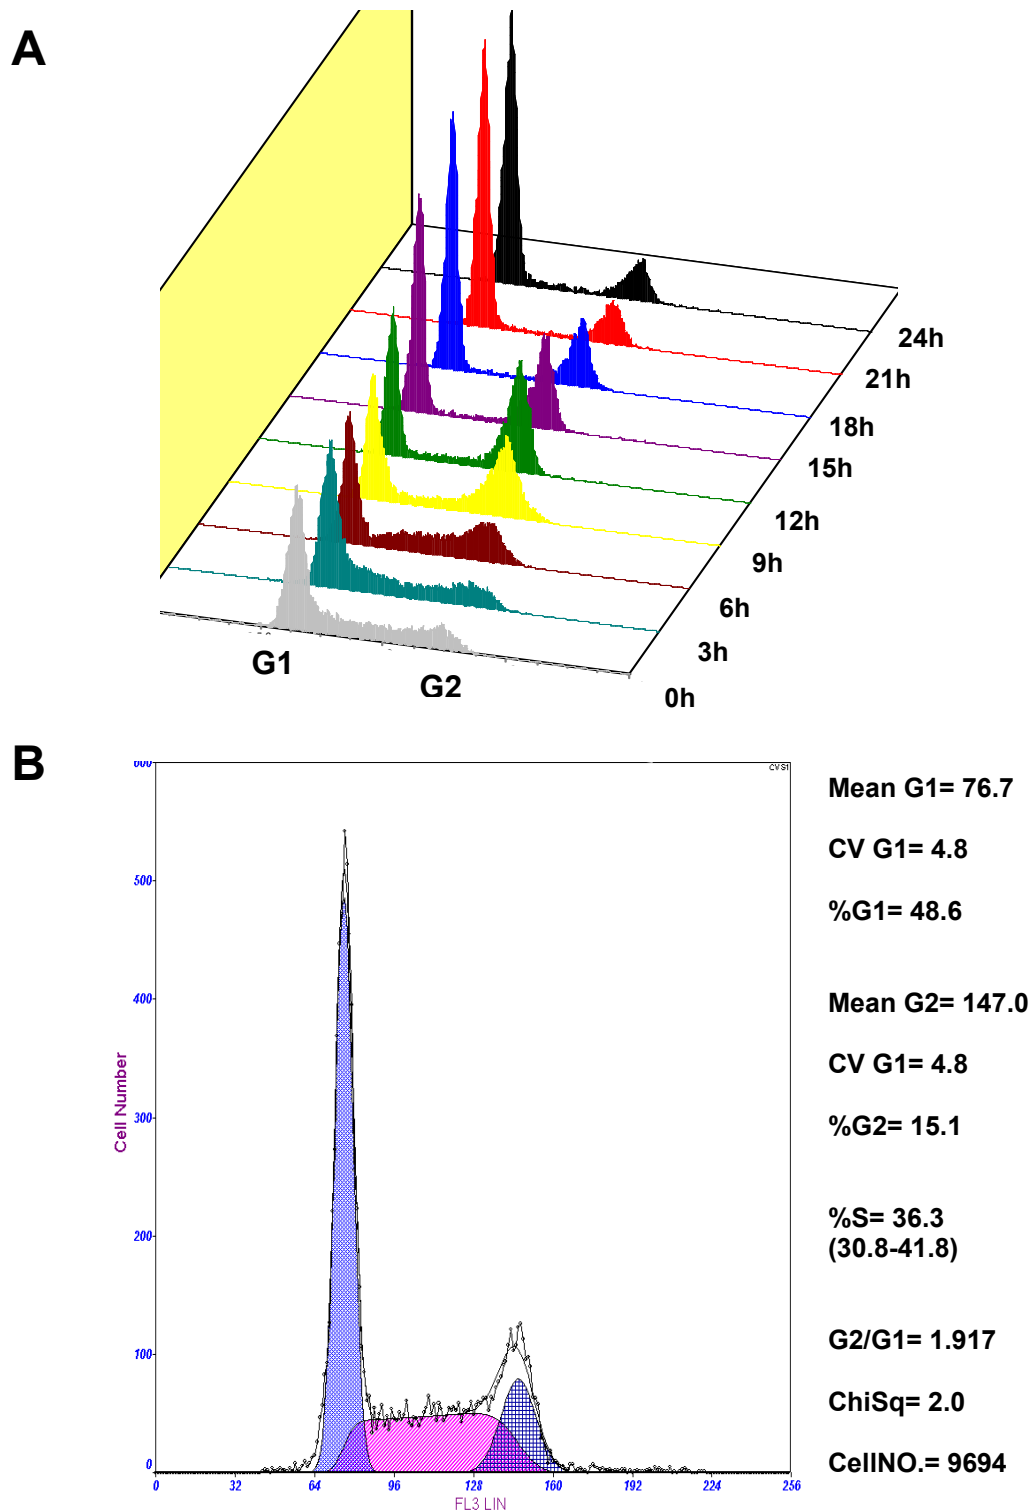 A
24h
21h
18h
15h
12h
9h
6h
3h
0h
G1
G2
B
600
500
400
300
200
100
0
Cell Number
0 32 64 96 128 160 192 224 256
FL3 LIN
Mean G1= 76.7
CV G1= 4.8
%G1= 48.6
Mean G2= 147.0
CV G1= 4.8
%G2= 15.1
%S= 36.3
(30.8-41.8)
G2/G1= 1.917
ChiSq= 2.0
CellNO.= 9694